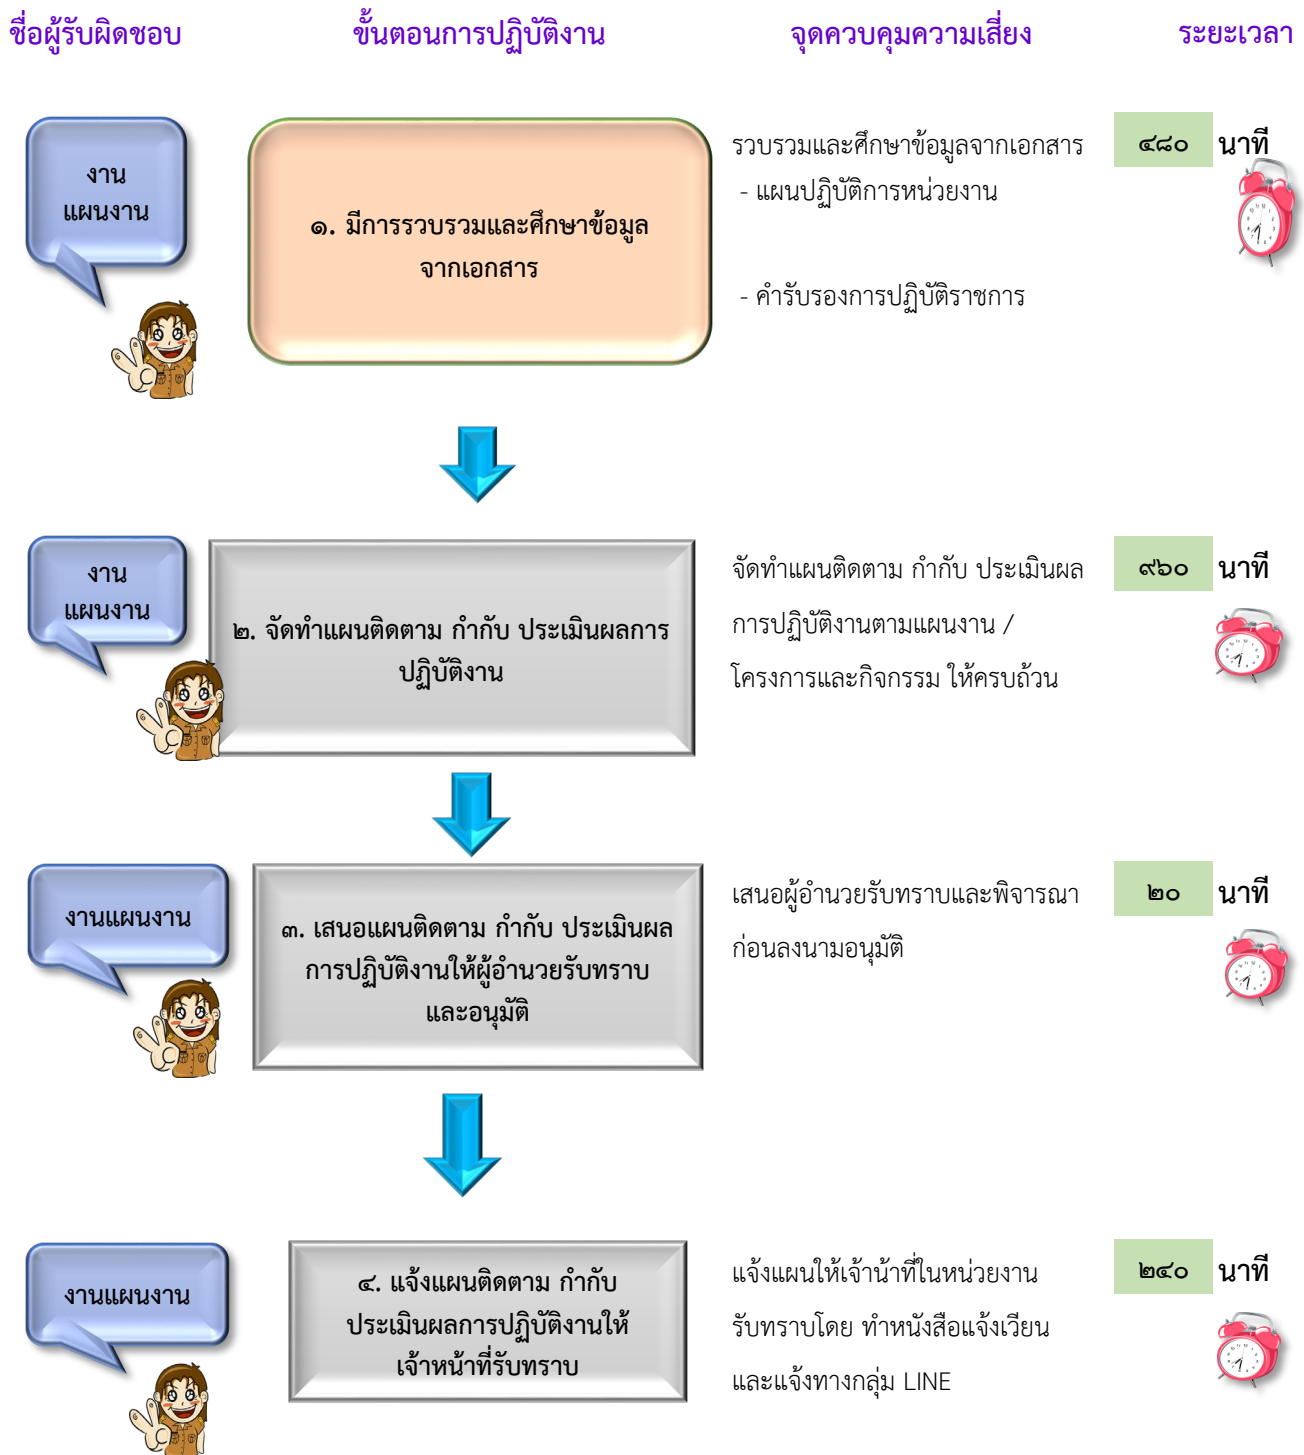 ชื่อผู้รับผิดชอบ ขั้นตอนการปฏิบัติงาน จุดควบคุมความเสี่ยง ระยะเวลา
งาน
แผนงาน
๑. มีการรวบรวมและศึกษาข้อมูล
จากเอกสาร
รวบรวมและศึกษาข้อมูลจากเอกสาร
- แผนปฏิบัติการหน่วยงาน
- คำรับรองการปฏิบัติราชการ
๔๘๐ นาที
งาน
แผนงาน
๒. จัดทำแผนติดตาม กำกับ ประเมินผลการ
ปฏิบัติงาน
จัดทำแผนติดตาม กำกับ ประเมินผล
การปฏิบัติงานตามแผนงาน /
โครงการและกิจกรรม ให้ครบถ้วน
๙๖๐ นาที
งานแผนงาน
๓. เสนอแผนติดตาม กำกับ ประเมินผล
การปฏิบัติงานให้ผู้อำนวยรับทราบ
และอนุมัติ
เสนอผู้อำนวยรับทราบและพิจารณา
ก่อนลงนามอนุมัติ
๒๐ นาที
งานแผนงาน
๔. แจ้งแผนติดตาม กำกับ
ประเมินผลการปฏิบัติงานให้
เจ้าหน้าที่รับทราบ
แจ้งแผนให้เจ้าน้าที่ในหน่วยงาน
รับทราบโดย ทำหนังสือแจ้งเวียน
และแจ้งทางกลุ่ม LINE
๒๔๐ นาที